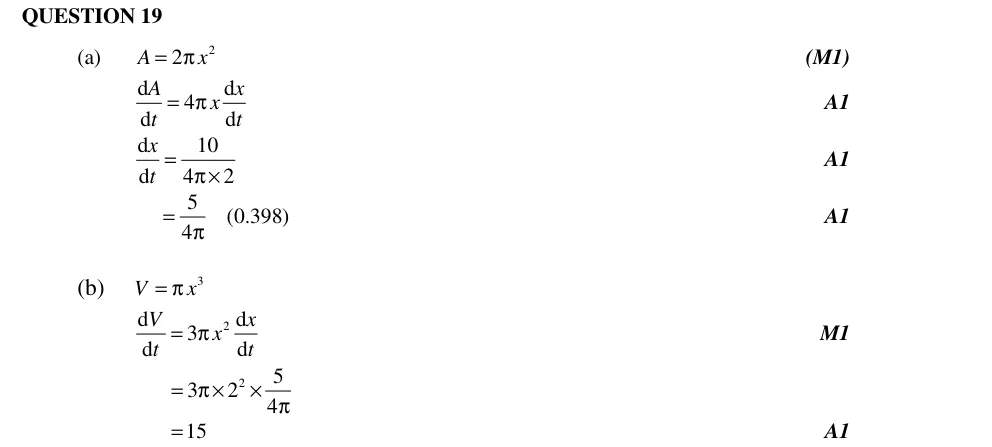 QUESTION 19
(a) A = 2πx² (M1)
dA/dt = 4πx dx/dt A1
dx/dt = 10/(4π×2) A1
= 5/4π (0.398) A1
(b) V = πx³
dV/dt = 3πx² dx/dt M1
= 3π×2²×5/4π
=15 A1